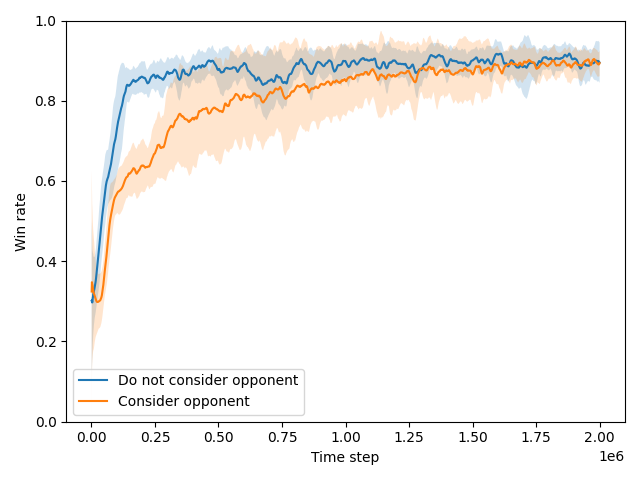 1.0
0.8
0.6
0.4
0.2
0.0
Win rate
Do not consider opponent
Consider opponent
0.00 0.25 0.50 0.75 1.00 1.25 1.50 1.75 2.00
1e6
Time step